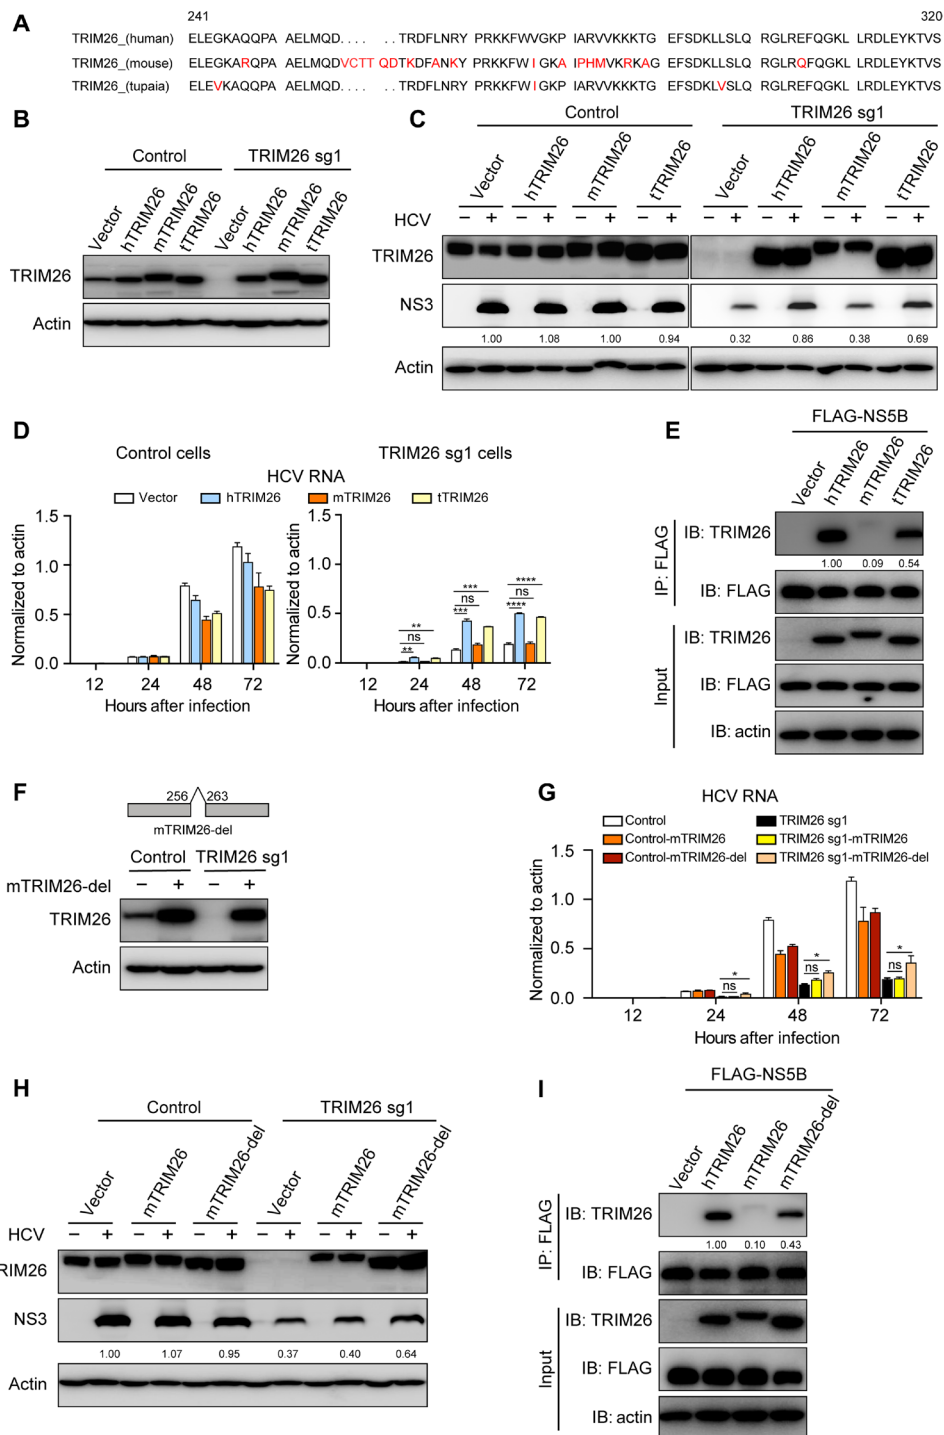 A
241 320
TRIM26_(human) ELEGKAQQPA AELMQD.... ......TRDFLNRY PRKKFWVGKP IARVVKKKTG EFSDKLLSLQ RGLREFQGKL LRDLEYKTVS
TRIM26_(mouse) ELEGKARQPA AELMQDVCTT QDTKDFANKY PRKKFWIGKA IPHMVKRKAG EFSDKLLSLQ RGLRQFQGKL LRDLEYKTVS
TRIM26_(tupaia) ELEVKAQQPA AELMQD.... ......TRDFLNRY PRKKFWIGKP IARVVKKKTG EFSDKLVSLQ RGLREFQGKL LRDLEYKTVS
B
Control TRIM26 sg1
Vector hTRIM26 mTRIM26 tTRIM26 Vector hTRIM26 mTRIM26 tTRIM26
TRIM26
Actin
C
Control TRIM26 sg1
Vector hTRIM26 mTRIM26 tTRIM26 Vector hTRIM26 mTRIM26 tTRIM26
HCV − + − + − + − + − + − + − + − +
TRIM26
NS3
1.00 1.08 1.00 0.94 0.32 0.86 0.38 0.69
Actin
D
Control cells TRIM26 sg1 cells
HCV RNA
Vector hTRIM26 mTRIM26 tTRIM26
Normalized to actin
1.5
1.0
0.5
0.0
12 24 48 72
Hours after infection
Normalized to actin
1.5
1.0
0.5
0.0
** ns ** *** ns *** **** ns ****
12 24 48 72
Hours after infection
E
FLAG-NS5B
Vector hTRIM26 mTRIM26 tTRIM26
IP: FLAG
IB: TRIM26
1.00 0.09 0.54
IB: FLAG
Input
IB: TRIM26
IB: FLAG
IB: actin
F
256 263
mTRIM26-del
Control TRIM26 sg1
mTRIM26-del − + − +
TRIM26
Actin
G
HCV RNA
Control TRIM26 sg1
Control-mTRIM26 TRIM26 sg1-mTRIM26
Control-mTRIM26-del TRIM26 sg1-mTRIM26-del
Normalized to actin
1.5
1.0
0.5
0.0
* ns * ns * ns
12 24 48 72
Hours after infection
H
Control TRIM26 sg1
Vector mTRIM26 mTRIM26-del Vector mTRIM26 mTRIM26-del
HCV − + − + − + − + − + − +
RIM26
NS3
1.00 1.07 0.95 0.37 0.40 0.64
Actin
I
FLAG-NS5B
Vector hTRIM26 mTRIM26 mTRIM26-del
IP: FLAG
IB: TRIM26
1.00 0.10 0.43
IB: FLAG
Input
IB: TRIM26
IB: FLAG
IB: actin